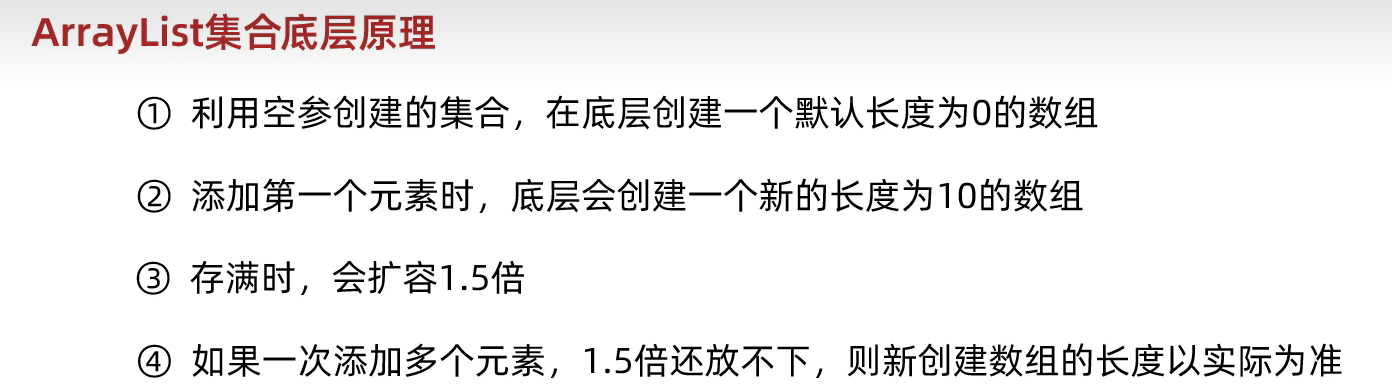 ArrayList集合底层原理
① 利用空参创建的集合，在底层创建一个默认长度为0的数组
② 添加第一个元素时，底层会创建一个新的长度为10的数组
③ 存满时，会扩容1.5倍
④ 如果一次添加多个元素，1.5倍还放不下，则新创建数组的长度以实际为准